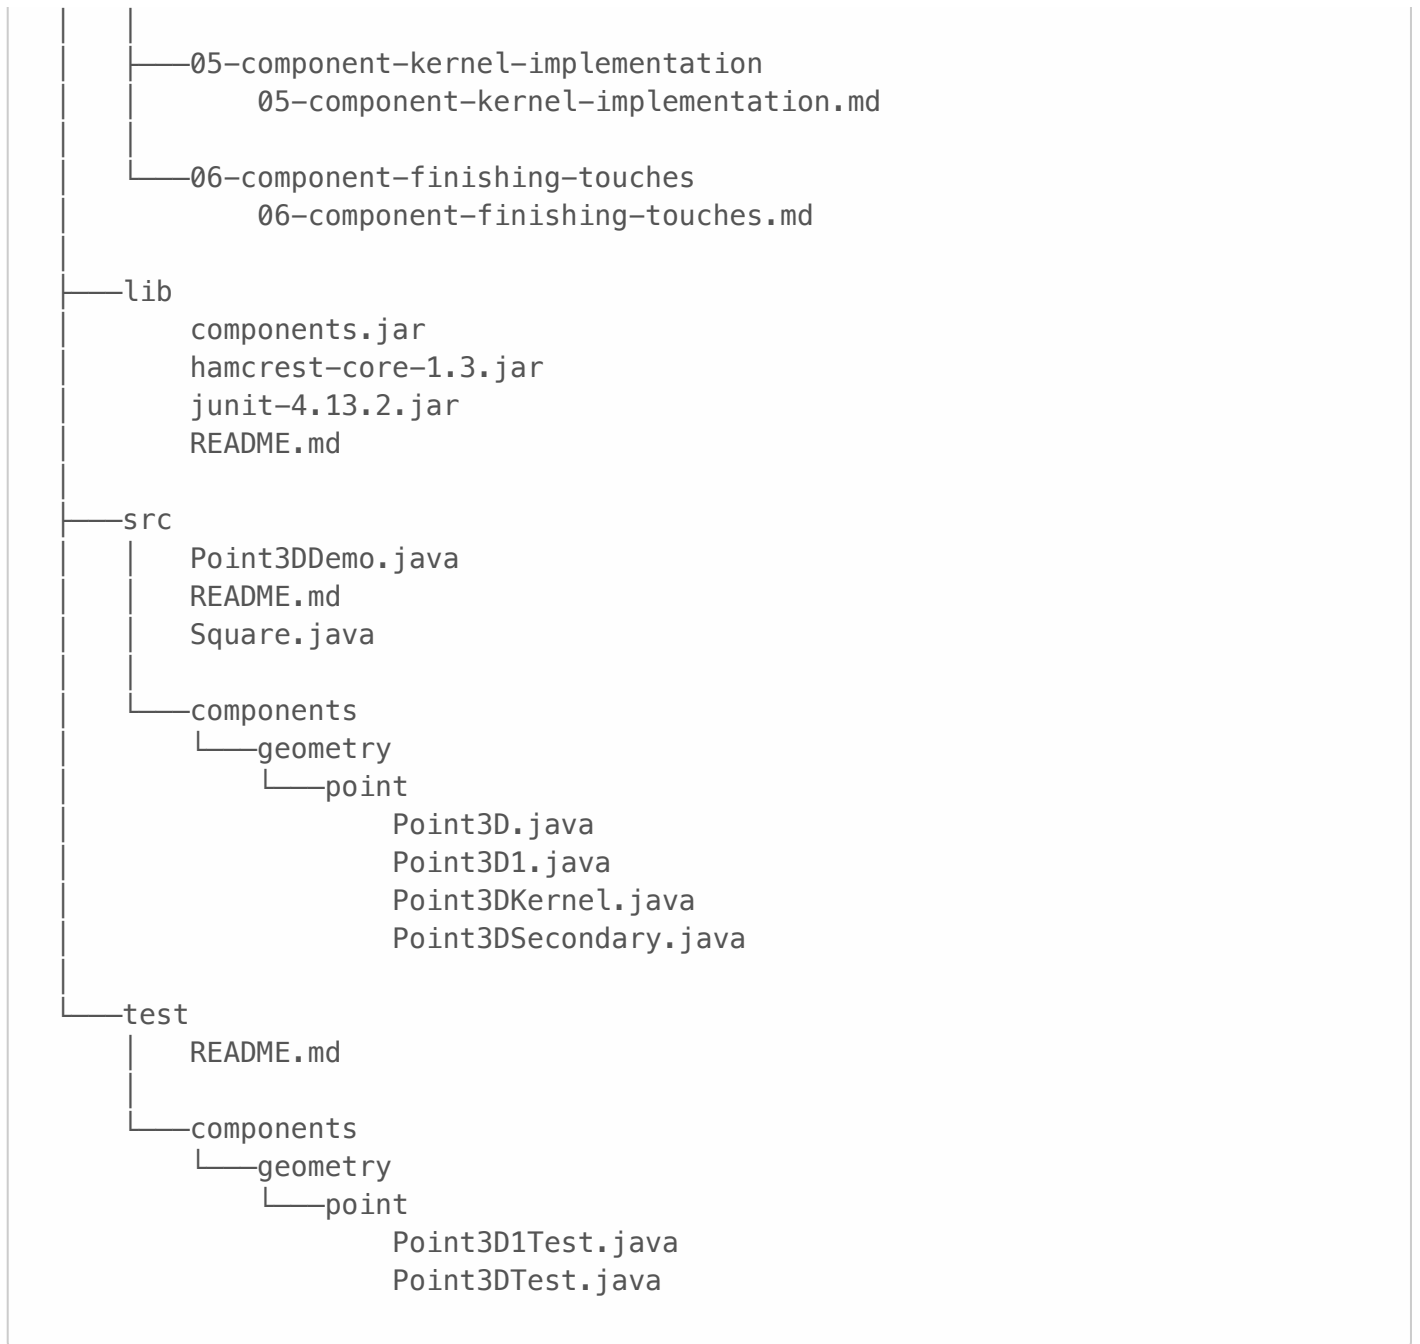 05-component-kernel-implementation
05-component-kernel-implementation.md
06-component-finishing-touches
06-component-finishing-touches.md
lib
components.jar
hamcrest-core-1.3.jar
junit-4.13.2.jar
README.md
src
Point3DDemo.java
README.md
Square.java
components
geometry
point
Point3D.java
Point3D1.java
Point3DKernel.java
Point3DSecondary.java
test
README.md
components
geometry
point
Point3D1Test.java
Point3DTest.java